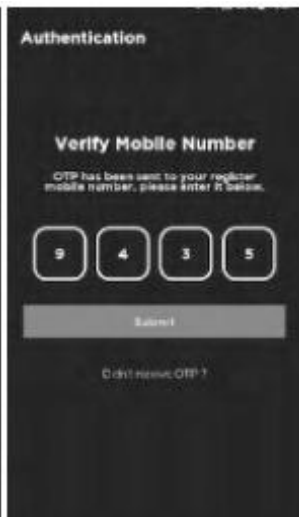 Authentication
Verify Mobile Number
OTP has been sent to your register
mobile number, please enter it below.
9 4 3 5
Submit
Didn't receive OTP ?